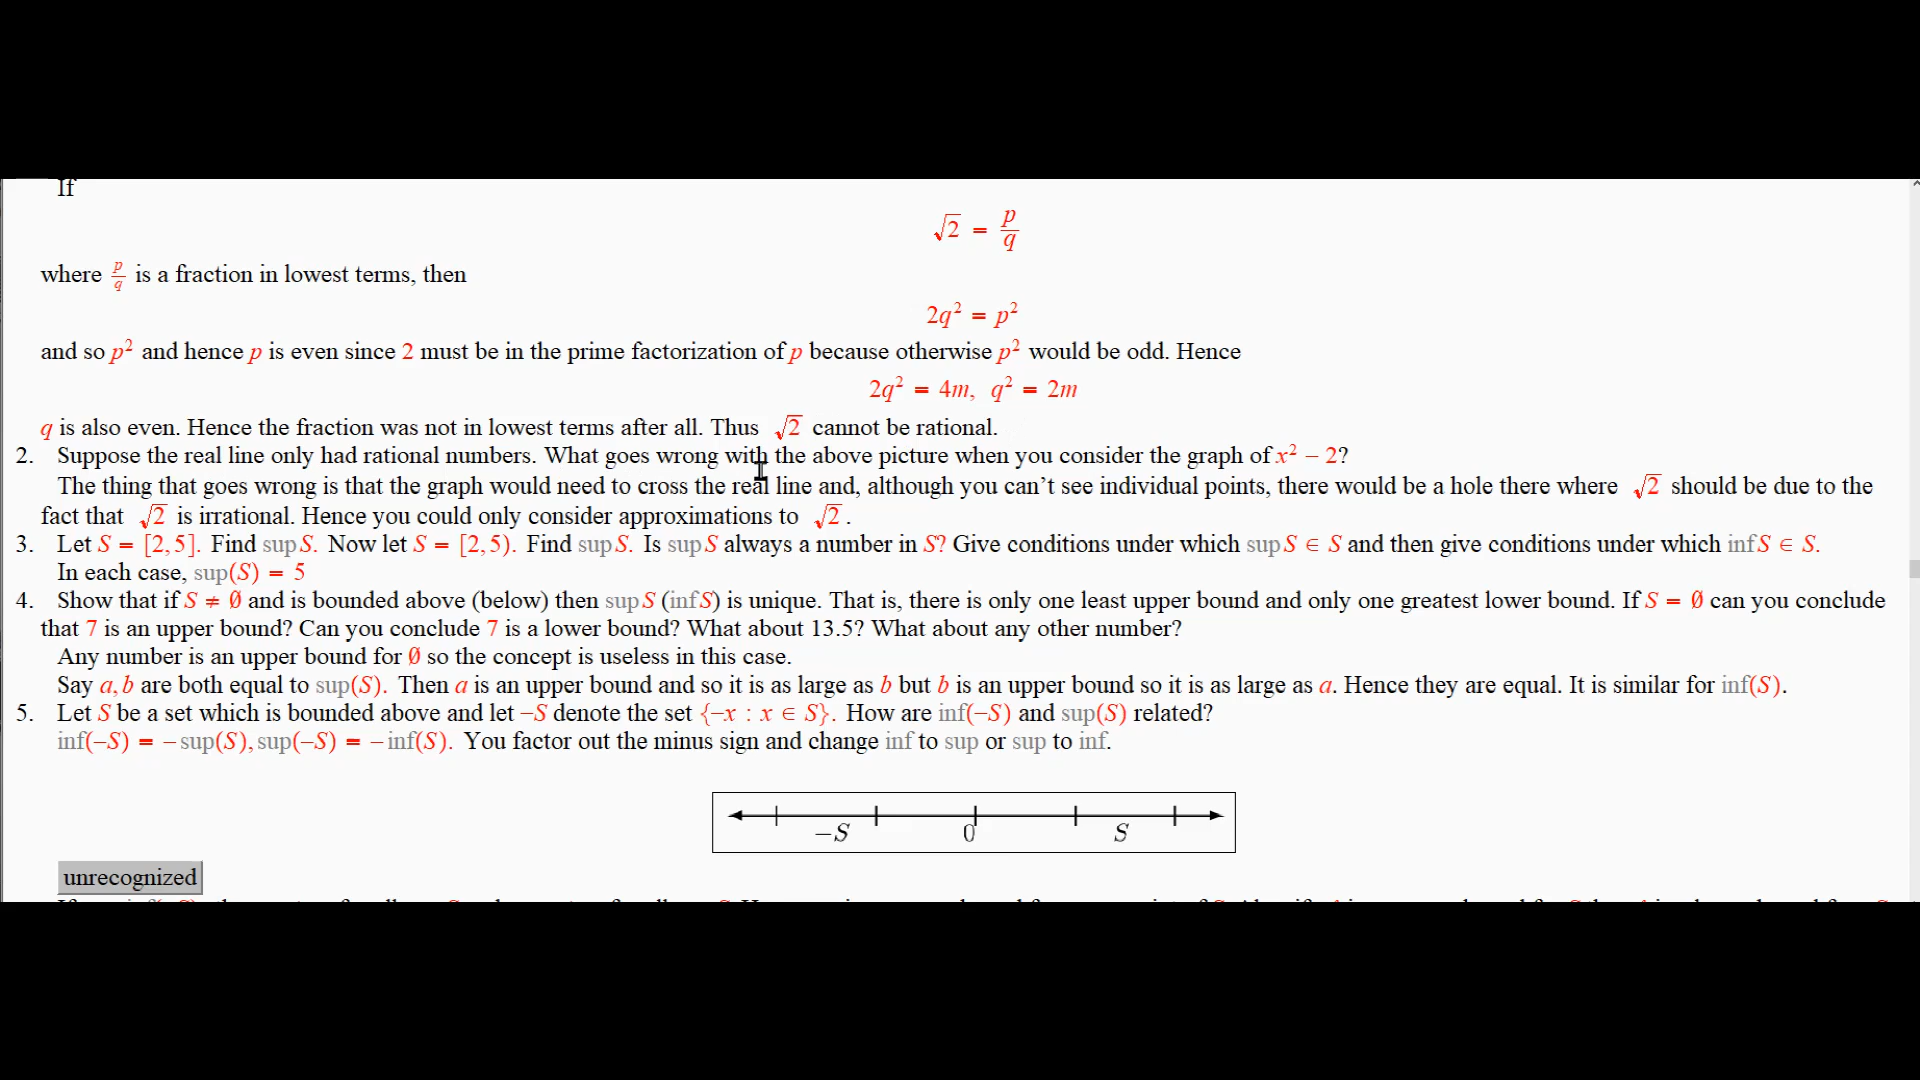 If
√2 = p/q
where p/q is a fraction in lowest terms, then
2q² = p²
and so p² and hence p is even since 2 must be in the prime factorization of p because otherwise p² would be odd. Hence
2q² = 4m, q² = 2m
q is also even. Hence the fraction was not in lowest terms after all. Thus √2 cannot be rational.
2. Suppose the real line only had rational numbers. What goes wrong with the above picture when you consider the graph of x² − 2?
The thing that goes wrong is that the graph would need to cross the real line and, although you can’t see individual points, there would be a hole there where √2 should be due to the
fact that √2 is irrational. Hence you could only consider approximations to √2.
3. Let S = [2,5]. Find sup S. Now let S = [2,5). Find sup S. Is sup S always a number in S? Give conditions under which sup S ∈ S and then give conditions under which inf S ∈ S.
In each case, sup(S) = 5
4. Show that if S ≠ ∅ and is bounded above (below) then sup S (inf S) is unique. That is, there is only one least upper bound and only one greatest lower bound. If S = ∅ can you conclude
that 7 is an upper bound? Can you conclude 7 is a lower bound? What about 13.5? What about any other number?
Any number is an upper bound for ∅ so the concept is useless in this case.
Say a,b are both equal to sup(S). Then a is an upper bound and so it is as large as b but b is an upper bound so it is as large as a. Hence they are equal. It is similar for inf(S).
5. Let S be a set which is bounded above and let −S denote the set {−x : x ∈ S}. How are inf(−S) and sup(S) related?
inf(−S) = −sup(S), sup(−S) = −inf(S). You factor out the minus sign and change inf to sup or sup to inf.
−S 0 S
unrecognized